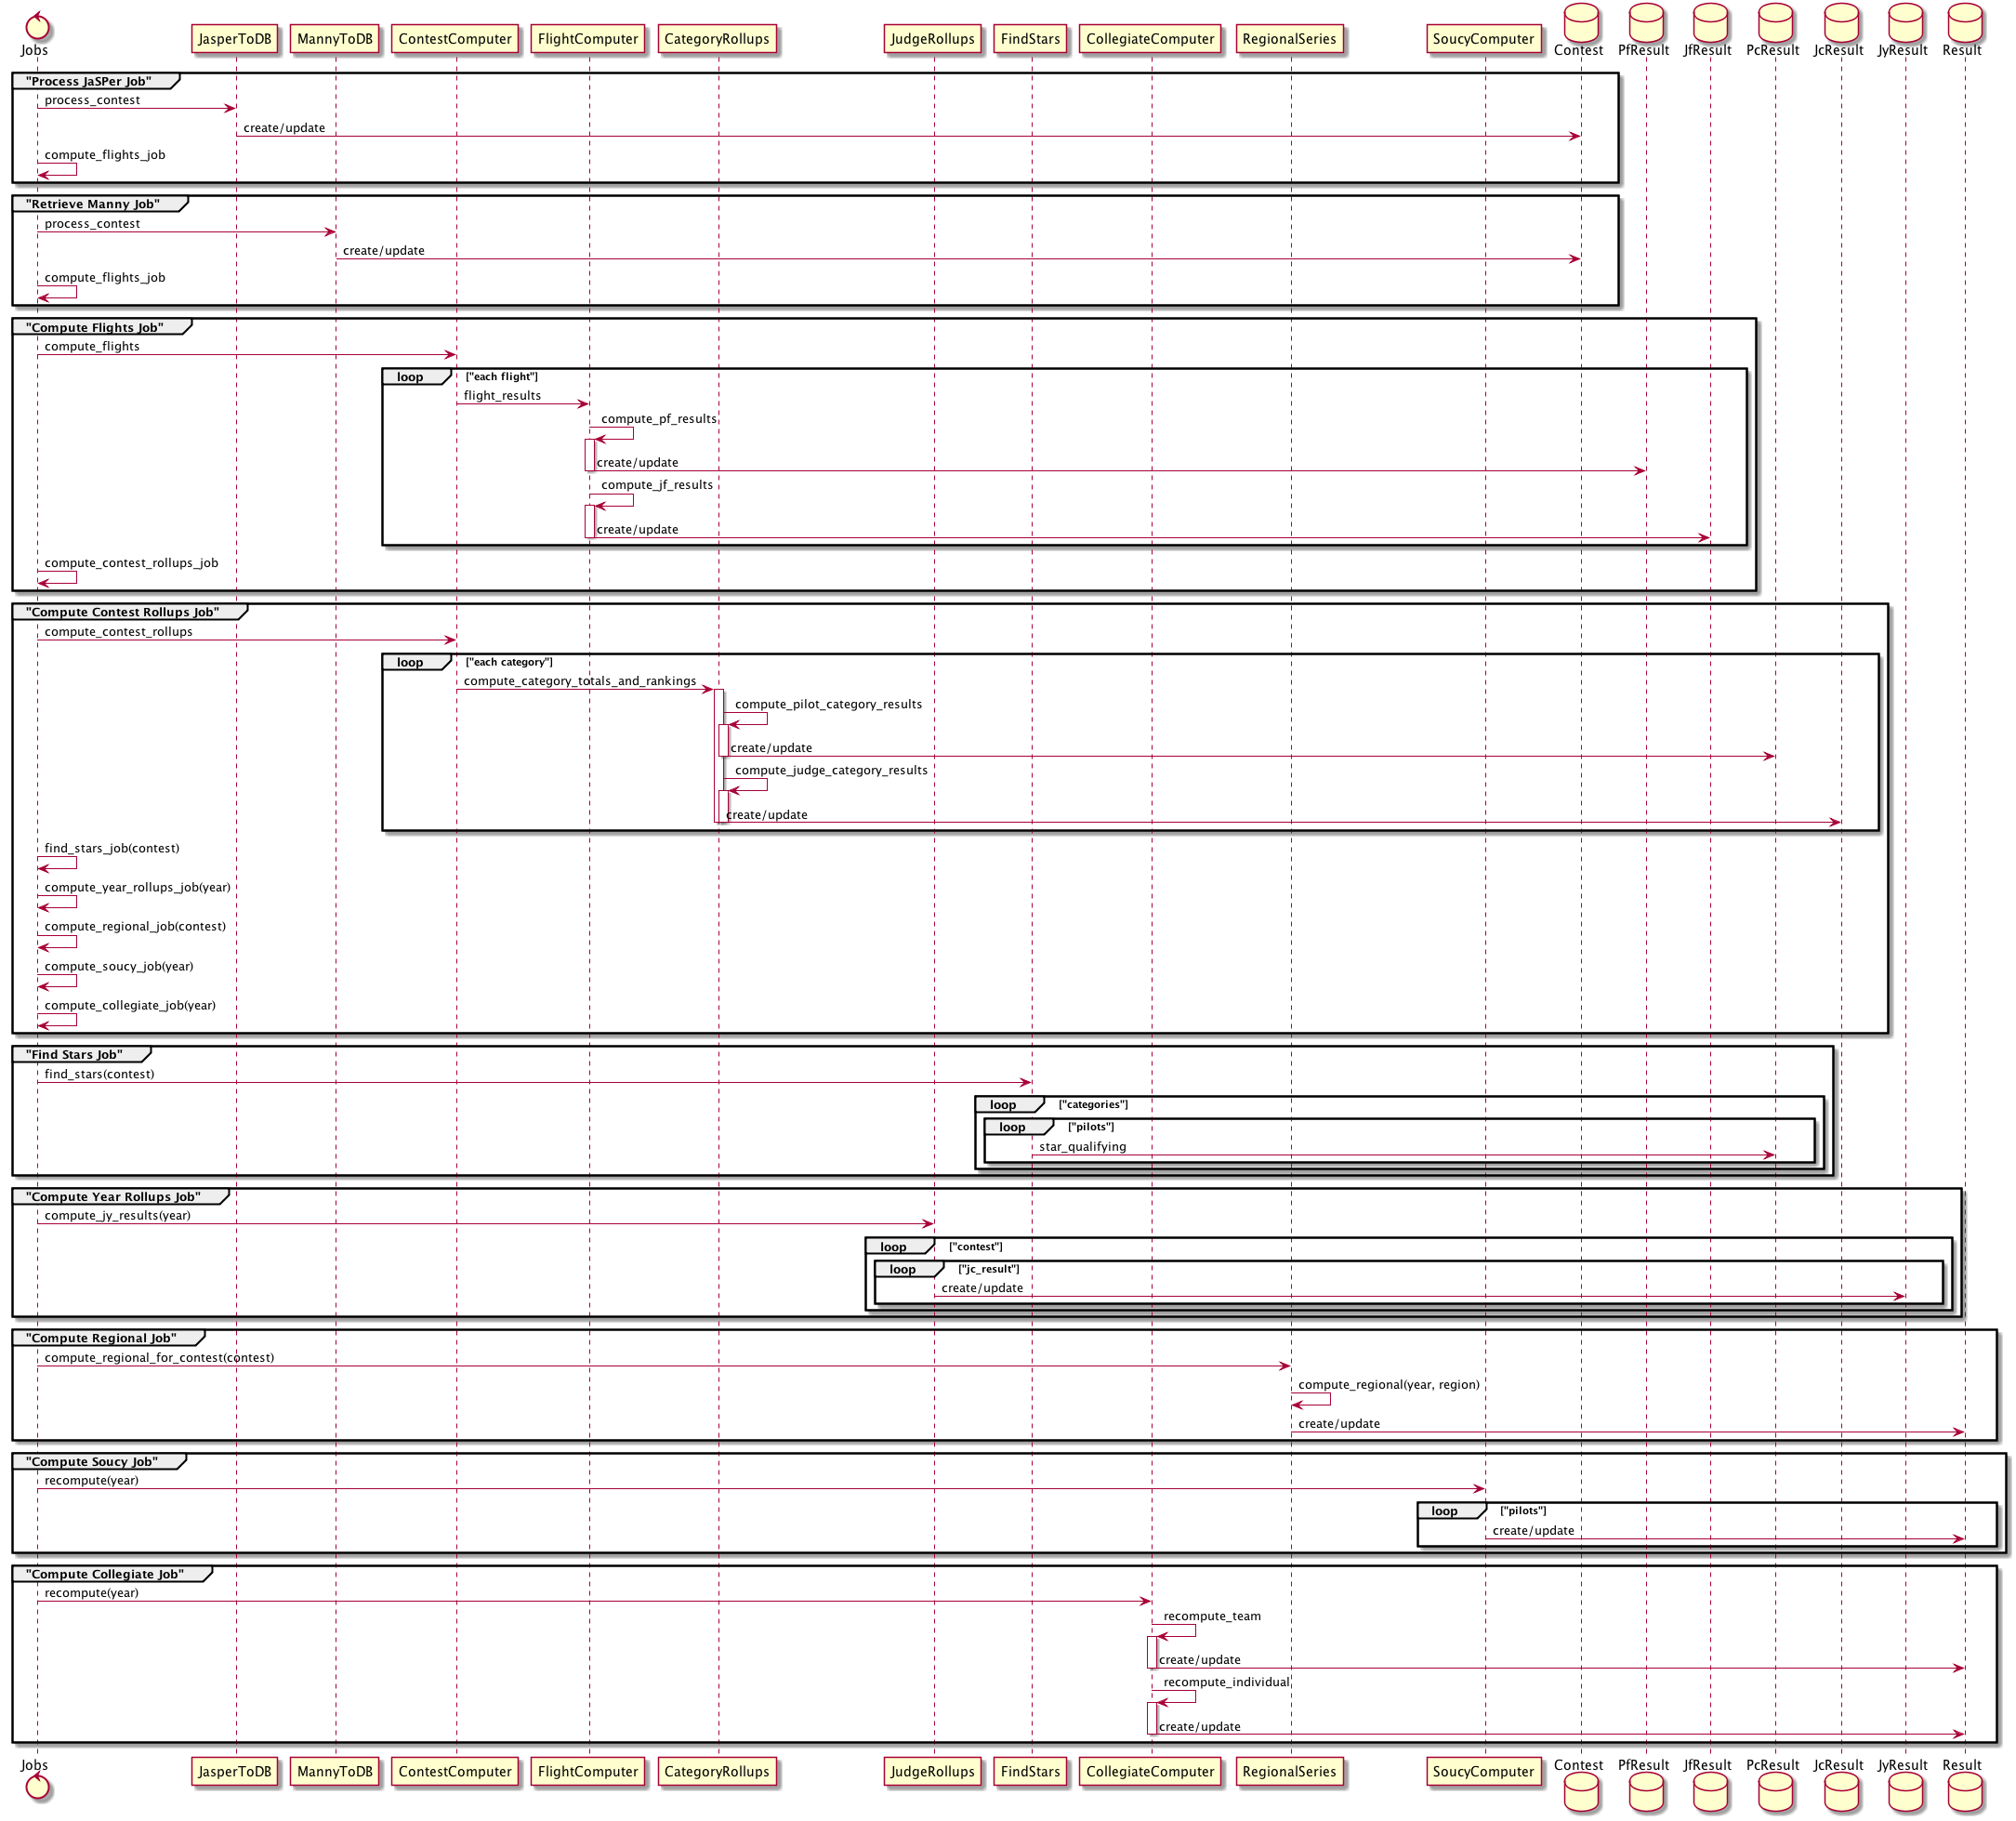 Jobs
JasperToDB
MannyToDB
ContestComputer
FlightComputer
CategoryRollups
JudgeRollups
FindStars
CollegiateComputer
RegionalSeries
SoucyComputer
Contest
PfResult
JfResult
PcResult
JcResult
JyResult
Result
"Process JaSPer Job"
process_contest
create/update
compute_flights_job
"Retrieve Manny Job"
process_contest
create/update
compute_flights_job
"Compute Flights Job"
compute_flights
loop ["each flight"]
flight_results
compute_pf_results
create/update
compute_jf_results
create/update
compute_contest_rollups_job
"Compute Contest Rollups Job"
compute_contest_rollups
loop ["each category"]
compute_category_totals_and_rankings
compute_pilot_category_results
create/update
compute_judge_category_results
create/update
find_stars_job(contest)
compute_year_rollups_job(year)
compute_regional_job(contest)
compute_soucy_job(year)
compute_collegiate_job(year)
"Find Stars Job"
find_stars(contest)
loop ["categories"]
loop ["pilots"]
star_qualifying
"Compute Year Rollups Job"
compute_jy_results(year)
loop ["contest"]
loop ["jc_result"]
create/update
"Compute Regional Job"
compute_regional_for_contest(contest)
compute_regional(year, region)
create/update
"Compute Soucy Job"
recompute(year)
loop ["pilots"]
create/update
"Compute Collegiate Job"
recompute(year)
recompute_team
create/update
recompute_individual
create/update
Jobs
JasperToDB
MannyToDB
ContestComputer
FlightComputer
CategoryRollups
JudgeRollups
FindStars
CollegiateComputer
RegionalSeries
SoucyComputer
Contest
PfResult
JfResult
PcResult
JcResult
JyResult
Result